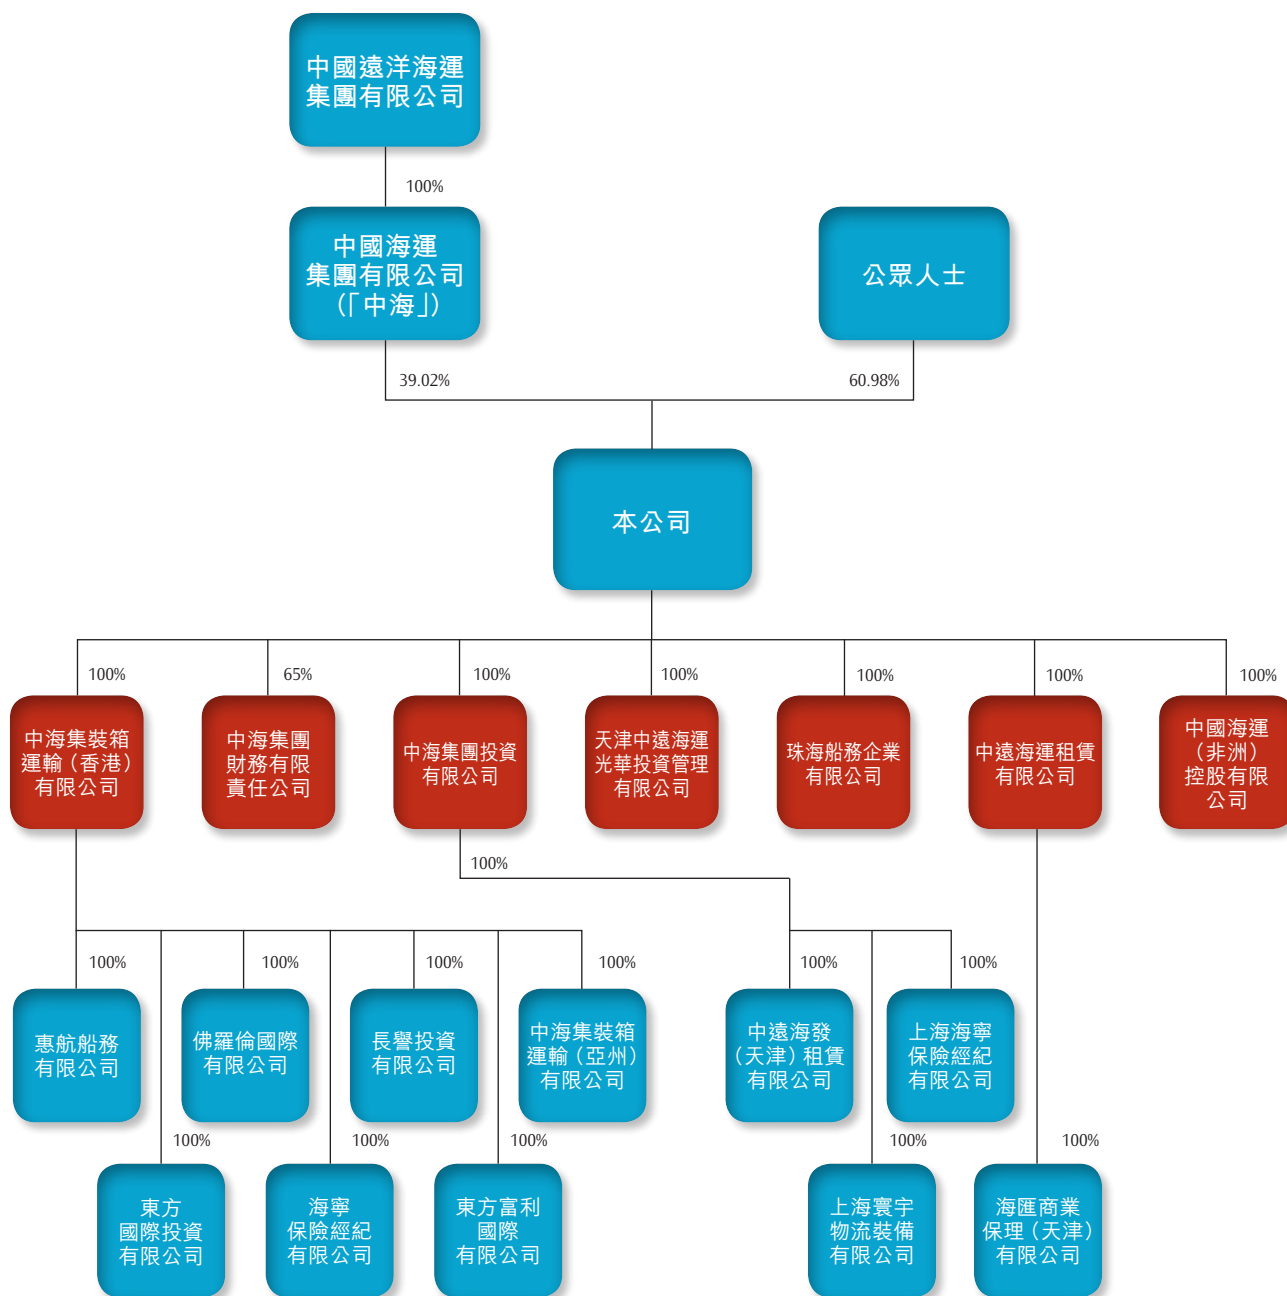 中國遠洋海運
集團有限公司
100%
中國海運
集團有限公司
(「中海」)
公眾人士
39.02%
60.98%
本公司
100%
65%
100%
100%
100%
100%
100%
中海集裝箱
運輸(香港)
有限公司
中海集團
財務有限
責任公司
中海集團投資
有限公司
天津中遠海運
光華投資管理
有限公司
珠海船務企業
有限公司
中遠海運租賃
有限公司
中國海運
(非洲)
控股有限
公司
100%
100%
100%
100%
100%
100%
100%
惠航船務
有限公司
佛羅倫國際
有限公司
長譽投資
有限公司
中海集裝箱
運輸(亞州)
有限公司
中遠海發
(天津)租賃
有限公司
上海海寧
保險經紀
有限公司
100%
100%
100%
100%
100%
東方
國際投資
有限公司
海寧
保險經紀
有限公司
東方富利
國際
有限公司
上海寰宇
物流裝備
有限公司
海匯商業
保理(天津)
有限公司